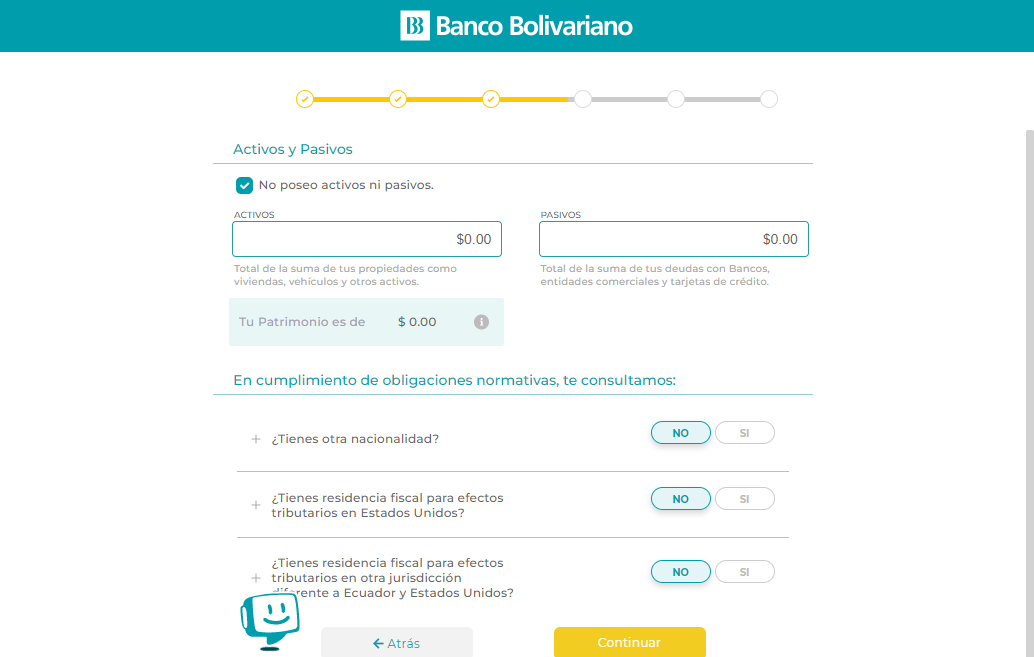 Banco Bolivariano
Activos y Pasivos
No poseo activos ni pasivos.
ACTIVOS
$0.00
Total de la suma de tus propiedades como
viviendas, vehículos y otros activos.
PASIVOS
$0.00
Total de la suma de tus deudas con Bancos,
entidades comerciales y tarjetas de crédito.
Tu Patrimonio es de $ 0.00
En cumplimiento de obligaciones normativas, te consultamos:
+ ¿Tienes otra nacionalidad? NO SI
+ ¿Tienes residencia fiscal para efectos
tributarios en Estados Unidos?
NO SI
+ ¿Tienes residencia fiscal para efectos
tributarios en otra jurisdicción
diferente a Ecuador y Estados Unidos?
NO SI
← Atrás
Continuar